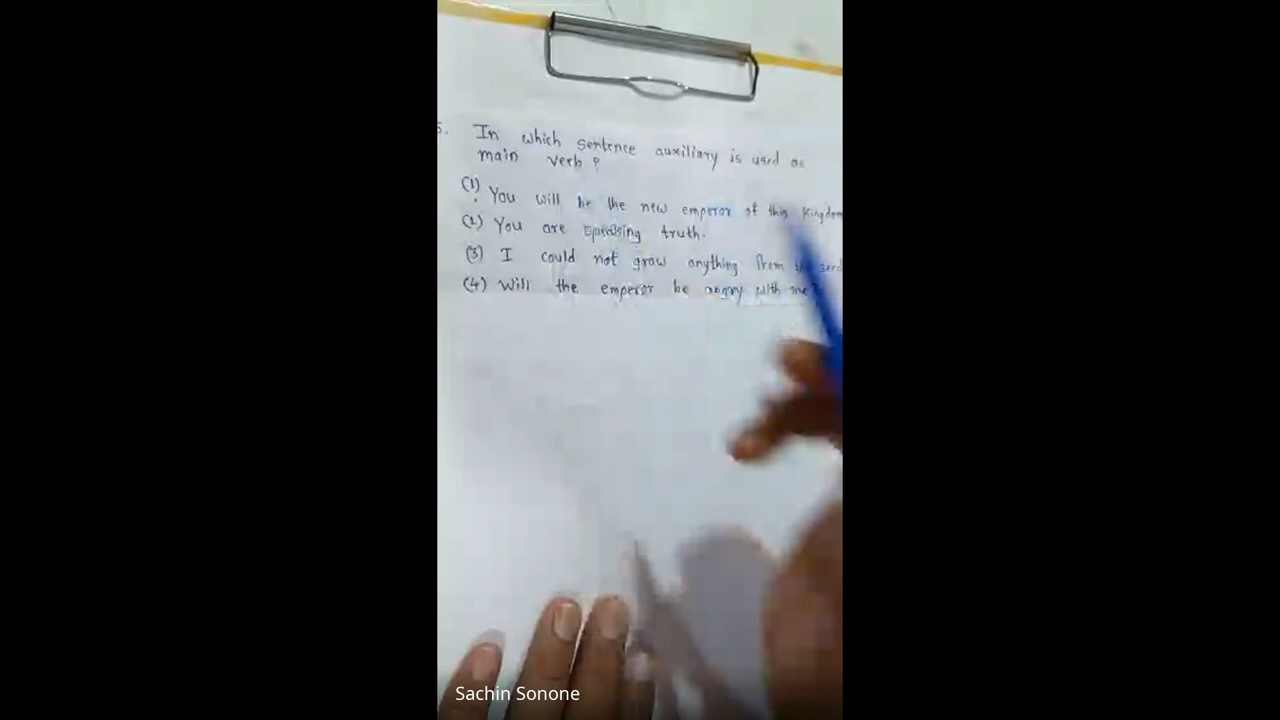 5. In which sentence auxiliary is used as
main verb ?
(1) You will be the new emperor of this kingdom
(2) You are speaking truth.
(3) I could not grow anything from seed
(4) Will the emperor be angry with me?
Sachin Sonone